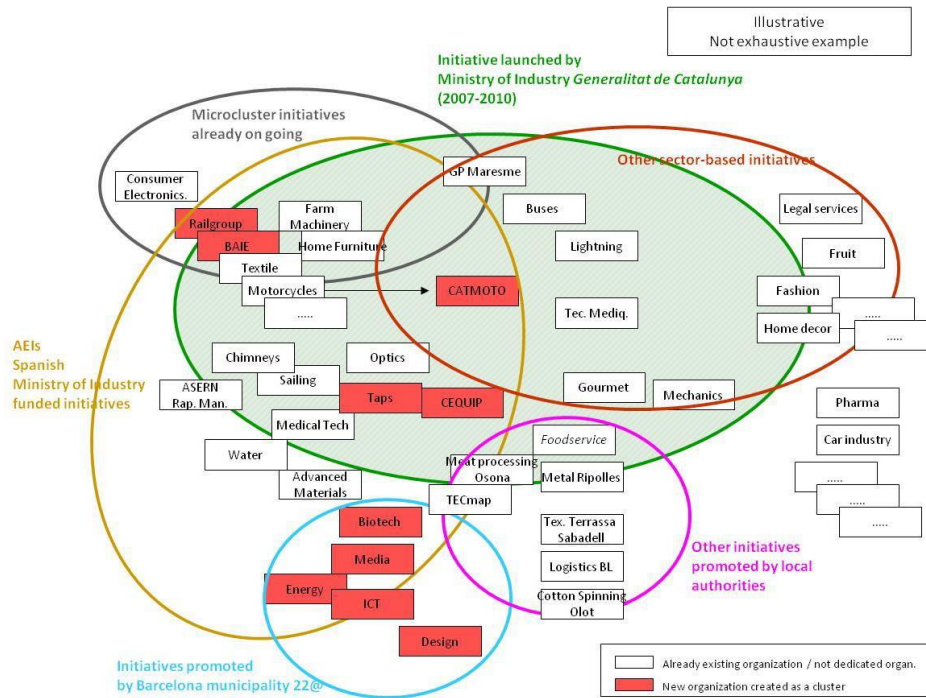 Illustrative
Not exhaustive example
Initiative launched by
Ministry of Industry Generalitat de Catalunya
(2007-2010)
Microcluster initiatives
already on going
Other sector-based initiatives
GP Maresme
Consumer
Electronics.
Railgroup
Farm
Machinery
Buses
Legal services
BAIE
Home Furniture
Lightning
Fruit
Textile
Motorcycles
CATMOTO
Fashion
.....
Tec. Mediq.
.....
Home decor
.....
AEIs
Spanish
Ministry of Industry
funded initiatives
Chimneys
Optics
Sailing
ASERN
Rap. Man.
Taps
CEQUIP
Gourmet
Mechanics
Pharma
Medical Tech
Foodservice
Car industry
Water
Meat processing
Osona
Metal Ripolles
Advanced
Materials
TECmap
.....
.....
.....
Biotech
Tex. Terrassa
Sabadell
Media
Logistics BL
Other initiatives
promoted by local
authorities
Energy
ICT
Cotton Spinning
Olot
Design
Initiatives promoted
by Barcelona municipality 22@
Already existing organization / not dedicated organ.
New organization created as a cluster